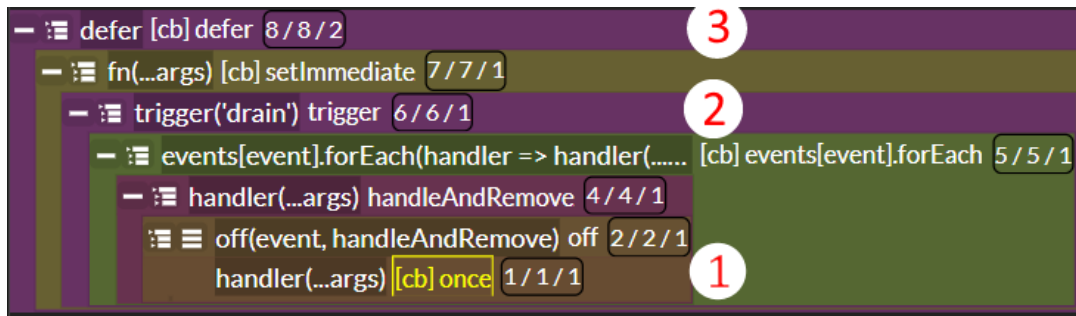 defer [cb] defer 8/8/2 3
fn(...args) [cb] setImmediate 7/7/1
trigger('drain') trigger 6/6/1 2
events[event].forEach(handler => handler(...... [cb] events[event].forEach 5/5/1
handler(...args) handleAndRemove 4/4/1
off(event, handleAndRemove) off 2/2/1
handler(...args) [cb] once 1/1/1 1